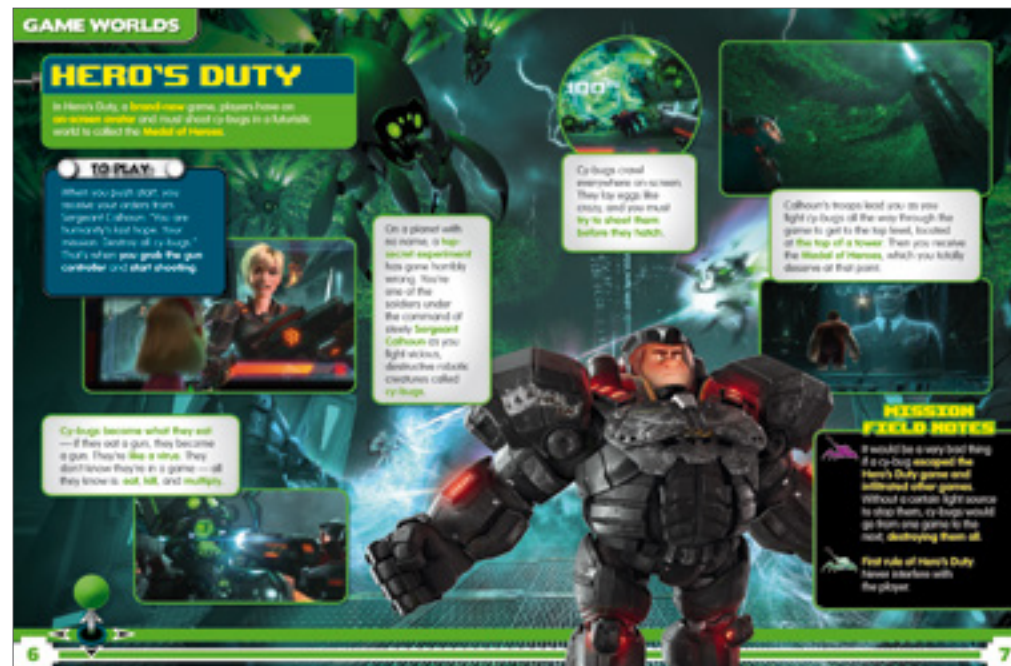 GAME WORLDS
HERO'S DUTY
In Hero's Duty, a brand-new game, players have an
on-screen avatar and must shoot cy-bugs in a futuristic
world to called the Medal of Heroes.
TO PLAY:
When you push start, you
receive your orders from
Sergeant Calhoun: "You are
humanity's last hope. Your
mission: Destroy all cy-bugs."
That's when you grab the gun
controller and start shooting.
On a planet with
no name, a top-
secret experiment
has gone horribly
wrong. You're
one of the
soldiers under
the command of
steely Sergeant
Calhoun as you
fight vicious,
destructive robotic
creatures called
cy-bugs.
Cy-bugs become what they eat
— if they eat a gun, they become
a gun. They're like a virus. They
don't know they're in a game — all
they know is: eat, kill, and multiply.
100
Cy-bugs crawl
everywhere on-screen.
They lay eggs like
crazy, and you must
try to shoot them
before they hatch.
Calhoun's troops lead you as you
fight cy-bugs all the way through the
game to get to the top level, located
at the top of a tower. Then you receive
the Medal of Heroes, which you totally
deserve at that point.
MISSION
FIELD NOTES
It would be a very bad thing
if a cy-bug escaped the
Hero's Duty game and
infiltrated other games.
Without a certain light source
to stop them, cy-bugs would
go from one game to the
next, destroying them all.
First rule of Hero's Duty:
Never interfere with
the player.
6
7